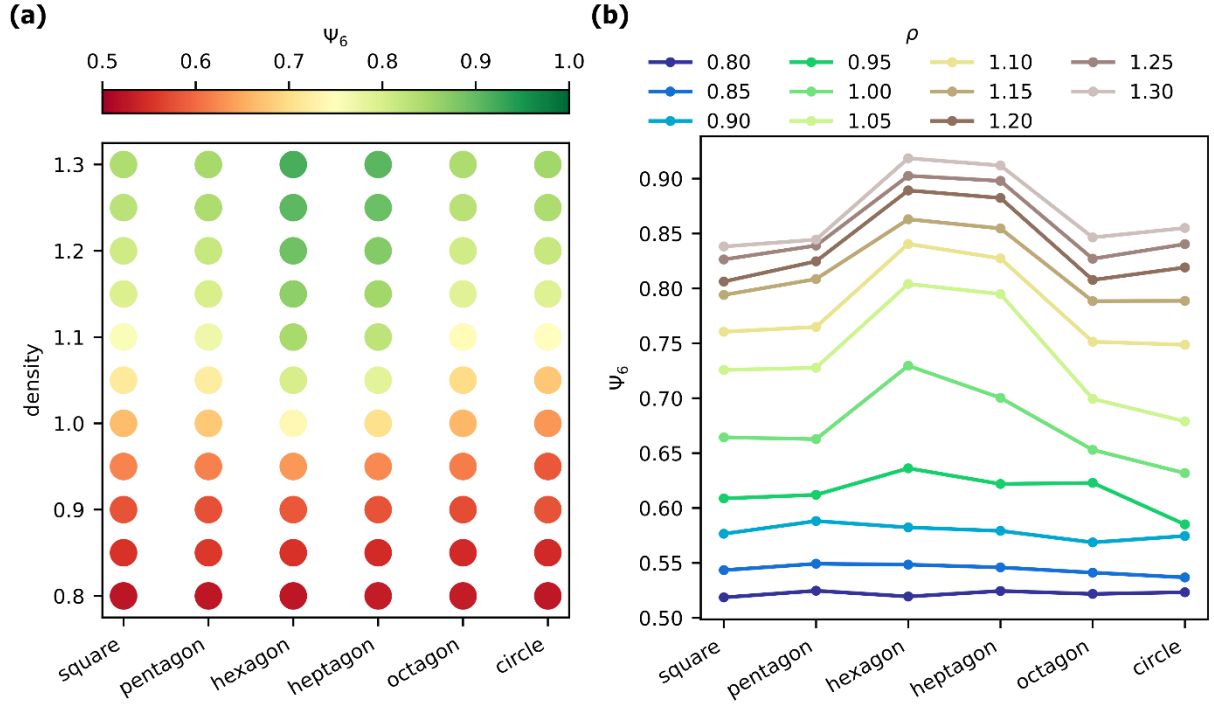 (a)
Ψ6
0.5 0.6 0.7 0.8 0.9 1.0
density
1.3
1.2
1.1
1.0
0.9
0.8
square pentagon hexagon heptagon octagon circle
(b)
ρ
0.80 0.95 1.10 1.25
0.85 1.00 1.15 1.30
0.90 1.05 1.20
Ψ6
0.90
0.85
0.80
0.75
0.70
0.65
0.60
0.55
0.50
square pentagon hexagon heptagon octagon circle